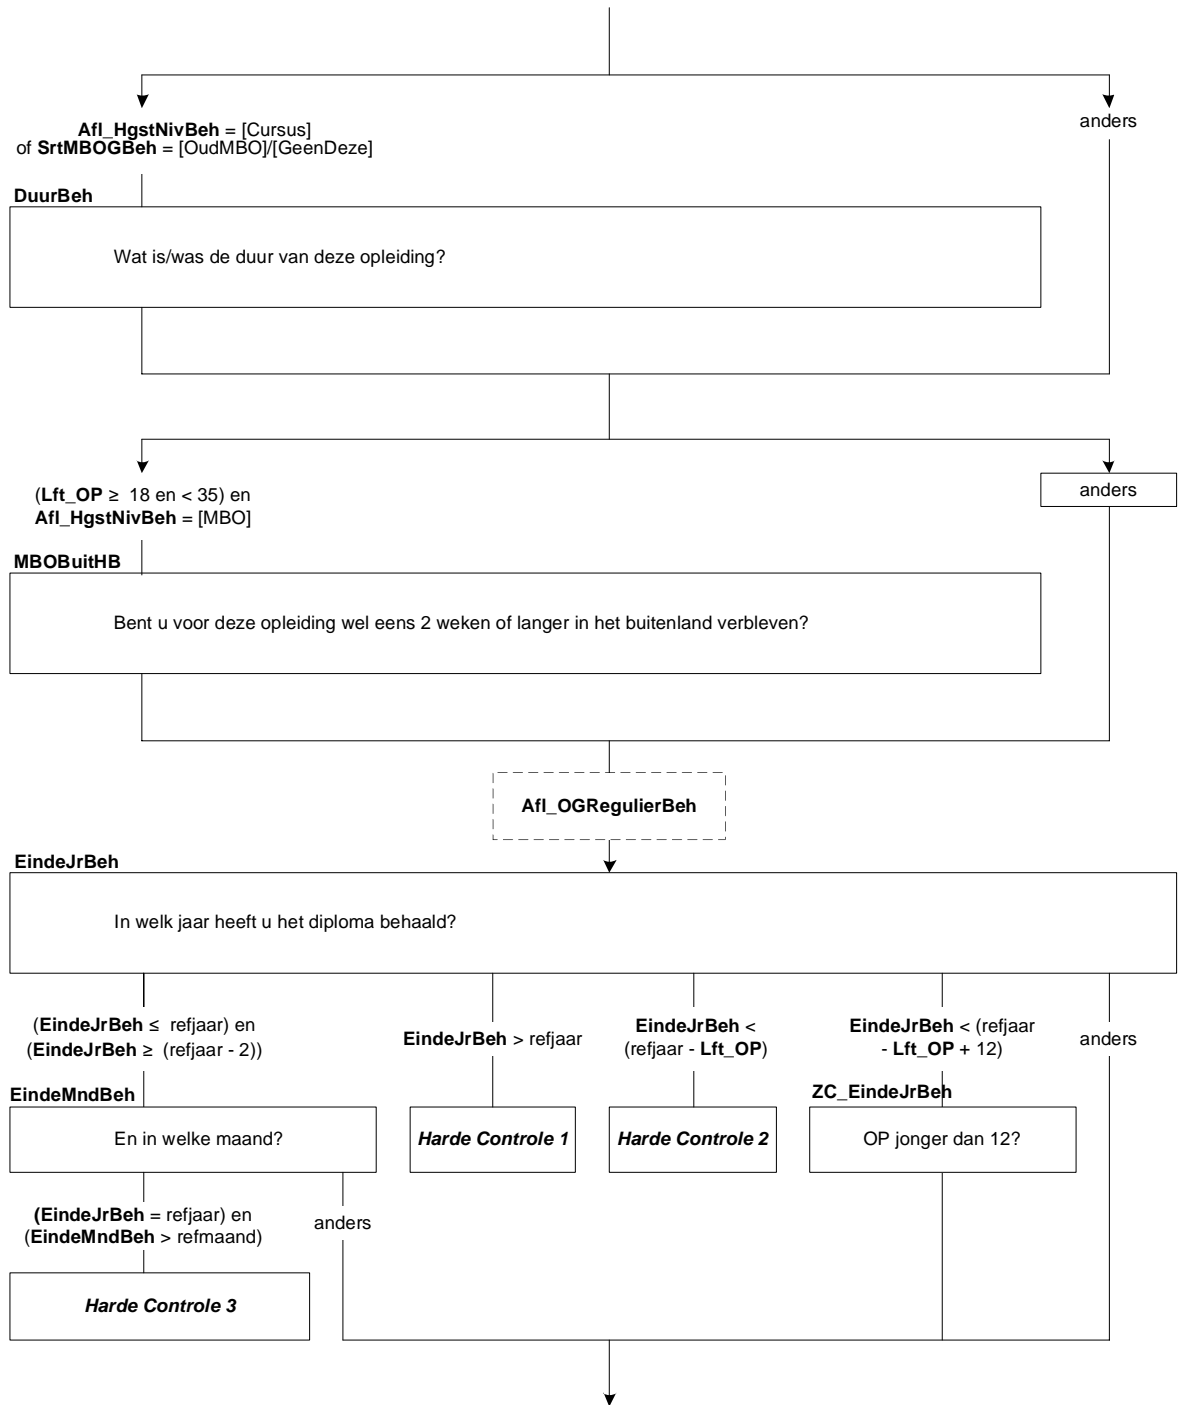 Afl_HgstNivBeh = [Cursus]
of SrtMBOGBeh = [OudMBO]/[GeenDeze]
anders
DuurBeh
Wat is/was de duur van deze opleiding?
(Lft_OP ≥ 18 en < 35) en
Afl_HgstNivBeh = [MBO]
anders
MBOBuitHB
Bent u voor deze opleiding wel eens 2 weken of langer in het buitenland verbleven?
Afl_OGRegulierBeh
EindeJrBeh
In welk jaar heeft u het diploma behaald?
(EindeJrBeh ≤ refjaar) en
(EindeJrBeh ≥ (refjaar - 2))
EindeJrBeh > refjaar
EindeJrBeh <
(refjaar - Lft_OP)
EindeJrBeh < (refjaar
- Lft_OP + 12)
anders
EindeMndBeh
En in welke maand?
Harde Controle 1
Harde Controle 2
ZC_EindeJrBeh
OP jonger dan 12?
(EindeJrBeh = refjaar) en
(EindeMndBeh > refmaand)
anders
Harde Controle 3